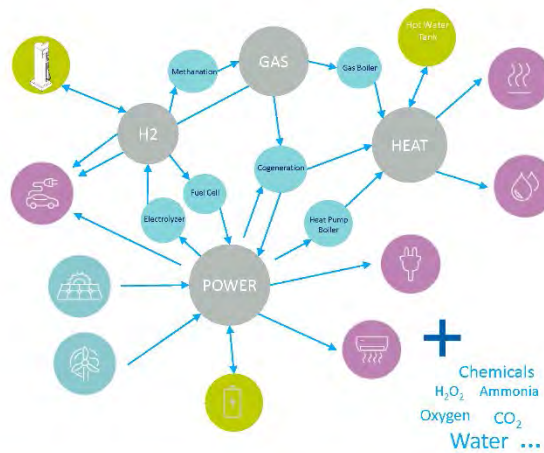 Hot Water
Tank
GAS
Methanation
Gas Boiler
H2
HEAT
Cogeneration
Fuel Cell
Electrolyzer
Heat Pump
Boiler
POWER
+
Chemicals
H₂O₂ Ammonia
Oxygen CO₂
Water ...